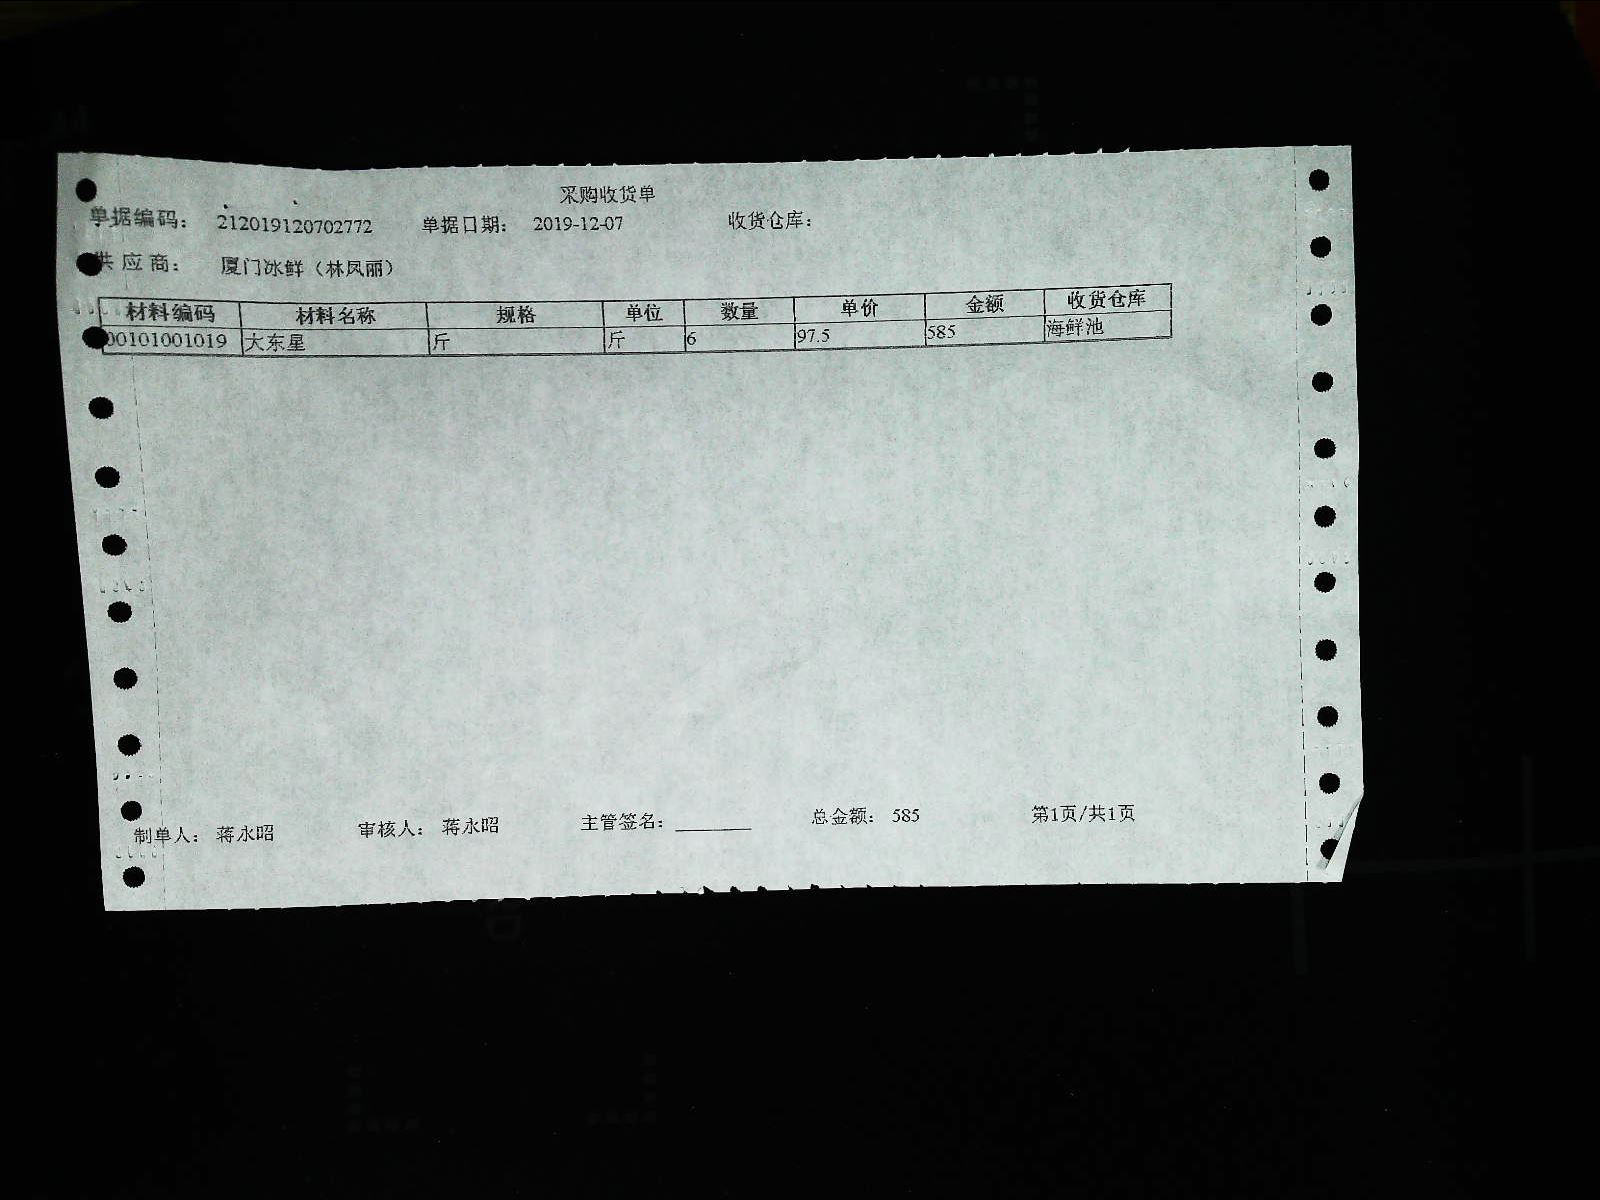 采购收货单
单据编码： 212019120702772 单据日期： 2019-12-07 收货仓库：
供应商： 厦门冰鲜（林凤丽）
材料编码 材料名称 规格 单位 数量 单价 金额 收货仓库
00101001019 大东星 斤 斤 6 97.5 585 海鲜池
制单人： 蒋永昭 审核人： 蒋永昭 主管签名：________ 总金额： 585 第1页/共1页